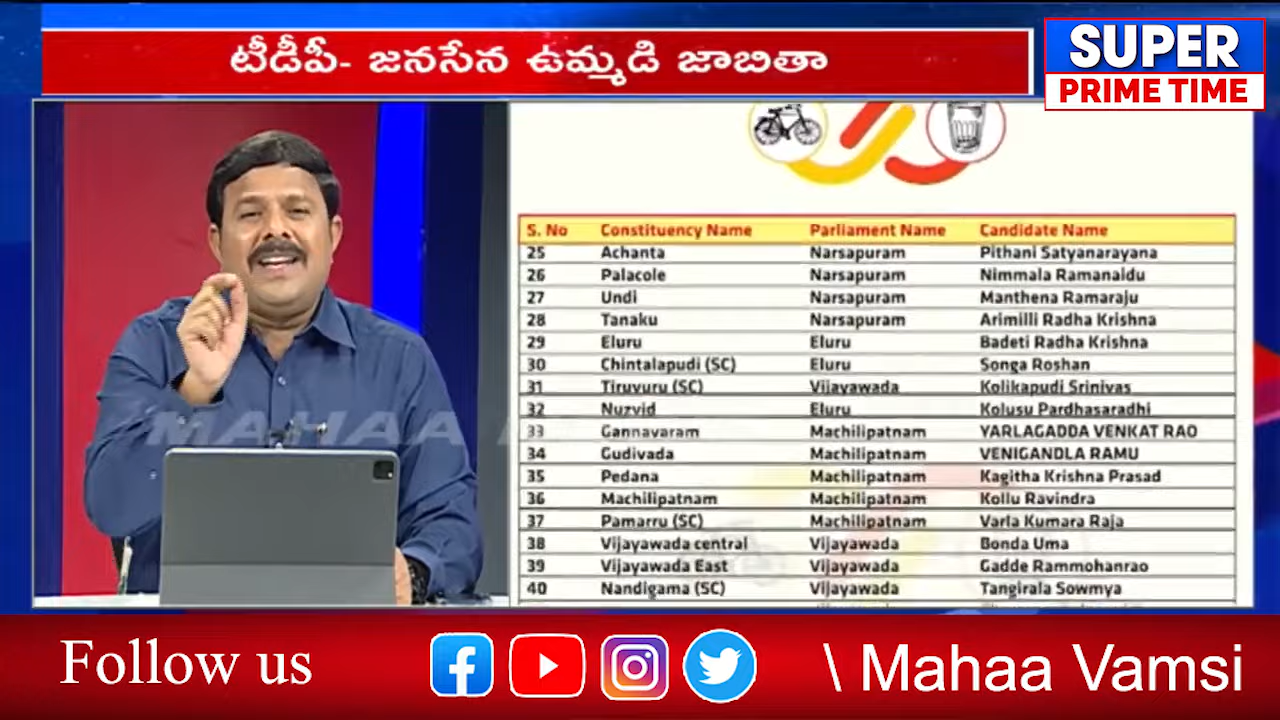 టీడీపీ- జనసేన ఉమ్మడి జాబితా
SUPER
PRIME TIME
S. No Constituency Name Parliament Name Candidate Name
25 Achanta Narsapuram Pithani Satyanarayana
26 Palacole Narsapuram Nimmala Ramanaidu
27 Undi Narsapuram Manthena Ramaraju
28 Tanaku Narsapuram Arimilli Radha Krishna
29 Eluru Eluru Badeti Radha Krishna
30 Chintalapudi (SC) Eluru Songa Roshan
31 Tiruvuru (SC) Vijayawada Kolikapudi Srinivas
32 Nuzvid Eluru Kolusu Pardhasaradhi
33 Gannavaram Machilipatnam YARLAGADDA VENKAT RAO
34 Gudivada Machilipatnam VENIGANDLA RAMU
35 Pedana Machilipatnam Kagitha Krishna Prasad
36 Machilipatnam Machilipatnam Kollu Ravindra
37 Pamarru (SC) Machilipatnam Varla Kumara Raja
38 Vijayawada central Vijayawada Bonda Uma
39 Vijayawada East Vijayawada Gadde Rammohanrao
40 Nandigama (SC) Vijayawada Tangirala Sowmya
MAHAA
Follow us \ Mahaa Vamsi